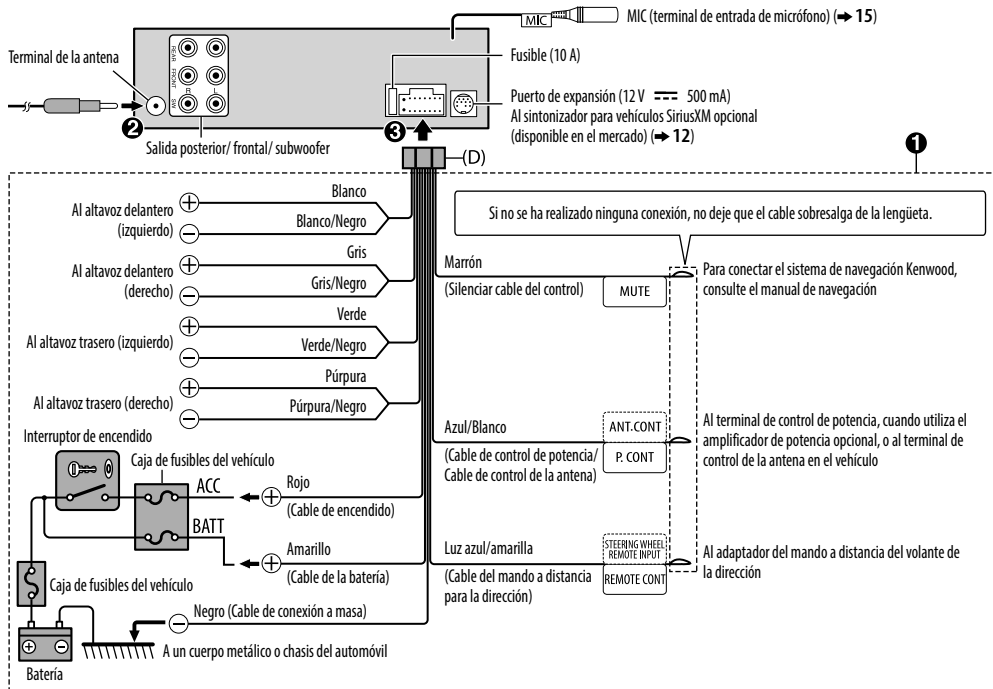 MIC
MIC (terminal de entrada de micrófono) (➜ 15)
Terminal de la antena
REAR
FRONT
R
L
SW
Fusible (10 A)
Puerto de expansión (12 V ⎓ 500 mA)
Al sintonizador para vehículos SiriusXM opcional
(disponible en el mercado) (➜ 12)
❷
❸
Salida posterior/ frontal/ subwoofer
(D)
❶
Al altavoz delantero
(izquierdo)
Blanco
Blanco/Negro
Al altavoz delantero
(derecho)
Gris
Gris/Negro
Al altavoz trasero (izquierdo)
Verde
Verde/Negro
Al altavoz trasero (derecho)
Púrpura
Púrpura/Negro
Si no se ha realizado ninguna conexión, no deje que el cable sobresalga de la lengüeta.
Marrón
(Silenciar cable del control)
MUTE
Para conectar el sistema de navegación Kenwood,
consulte el manual de navegación
Azul/Blanco
(Cable de control de potencia/
Cable de control de la antena)
ANT.CONT
P. CONT
Al terminal de control de potencia, cuando utiliza el
amplificador de potencia opcional, o al terminal de
control de la antena en el vehículo
Luz azul/amarilla
(Cable del mando a distancia
para la dirección)
STEERING WHEEL
REMOTE INPUT
REMOTE CONT
Al adaptador del mando a distancia del volante de
la dirección
Interruptor de encendido
Caja de fusibles del vehículo
ACC
Rojo
(Cable de encendido)
BATT
Amarillo
(Cable de la batería)
Caja de fusibles del vehículo
Negro (Cable de conexión a masa)
A un cuerpo metálico o chasis del automóvil
Batería